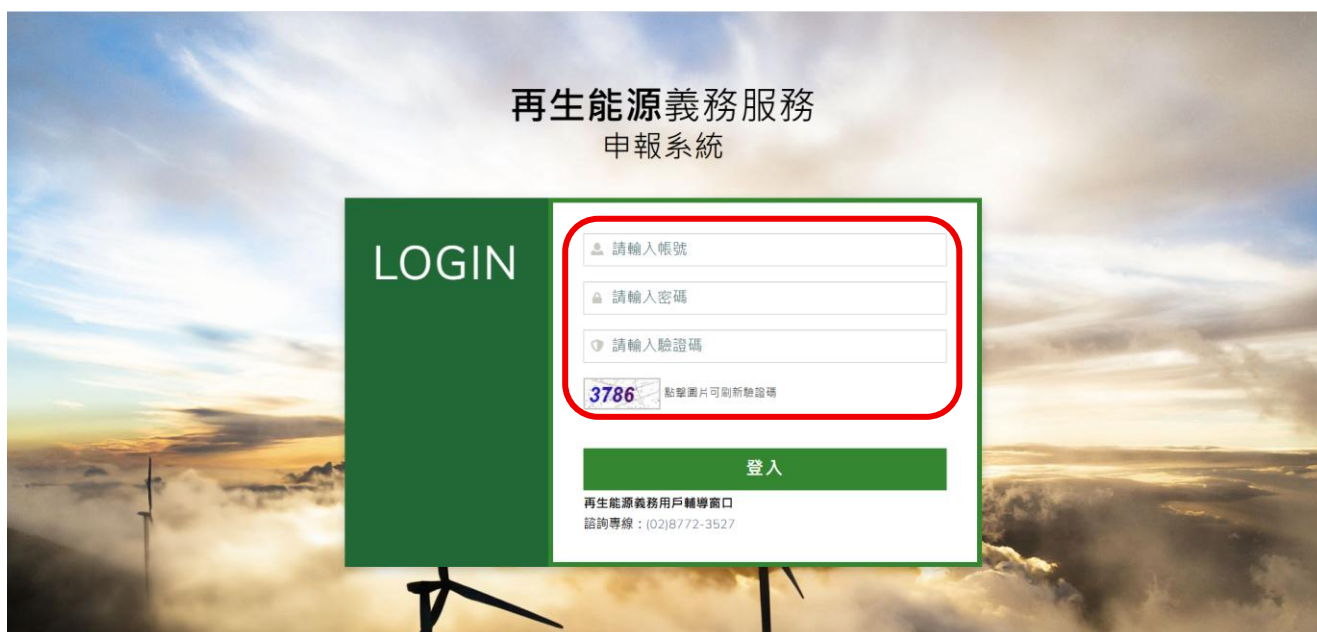 再生能源義務服務
申報系統
LOGIN
請輸入帳號
請輸入密碼
請輸入驗證碼
3786 點擊圖片可刷新驗證碼
登入
再生能源義務用戶輔導窗口
諮詢專線：(02)8772-3527